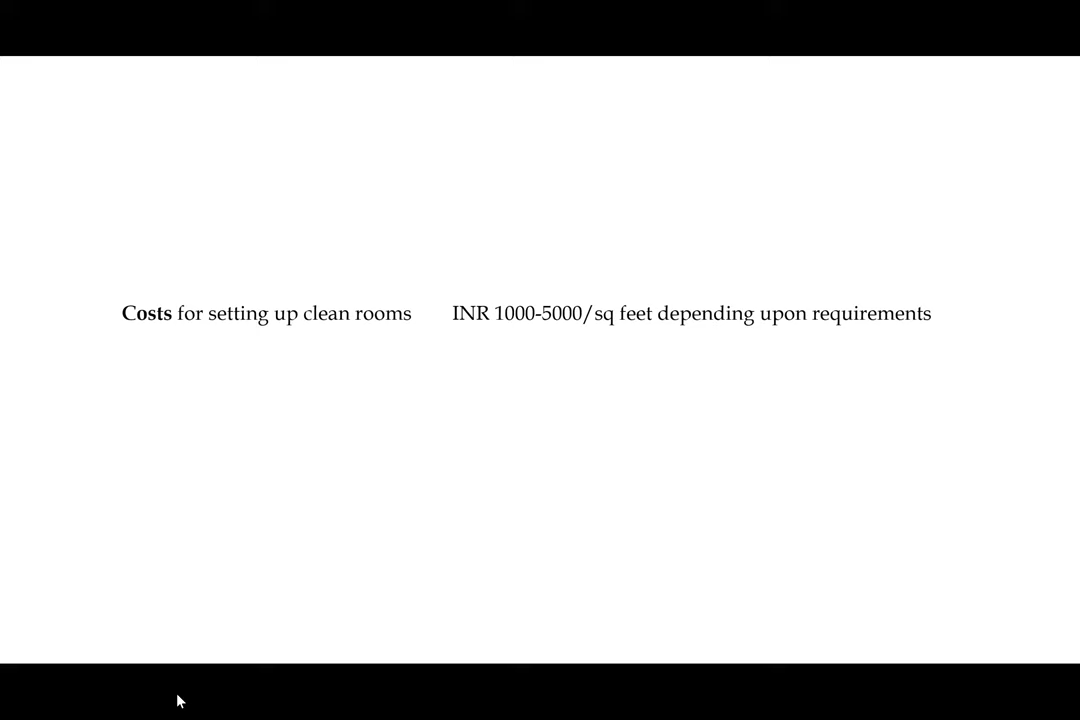 Costs for setting up clean rooms INR 1000-5000/sq feet depending upon requirements